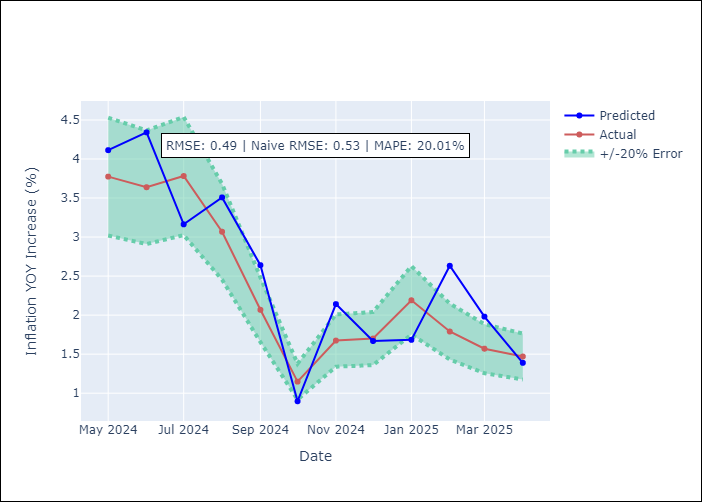 Predicted
Actual
+/-20% Error
RMSE: 0.49 | Naive RMSE: 0.53 | MAPE: 20.01%
Inflation YOY Increase (%)
4.5
4
3.5
3
2.5
2
1.5
1
May 2024
Jul 2024
Sep 2024
Nov 2024
Jan 2025
Mar 2025
Date